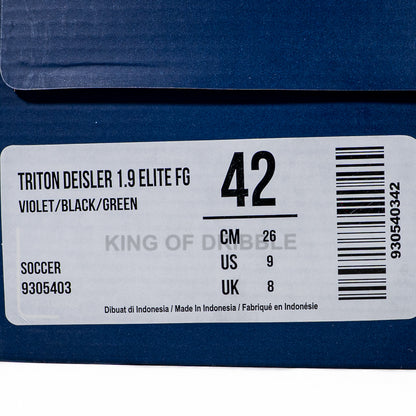 TRITON DEISLER 1.9 ELITE FG
VIOLET/BLACK/GREEN
42
KING OF DRIBBLE
CM 26
US 9
UK 8
SOCCER
9305403
Dibuat di Indonesia / Made In Indonesia / Fabriqué en Indonésie
930540342